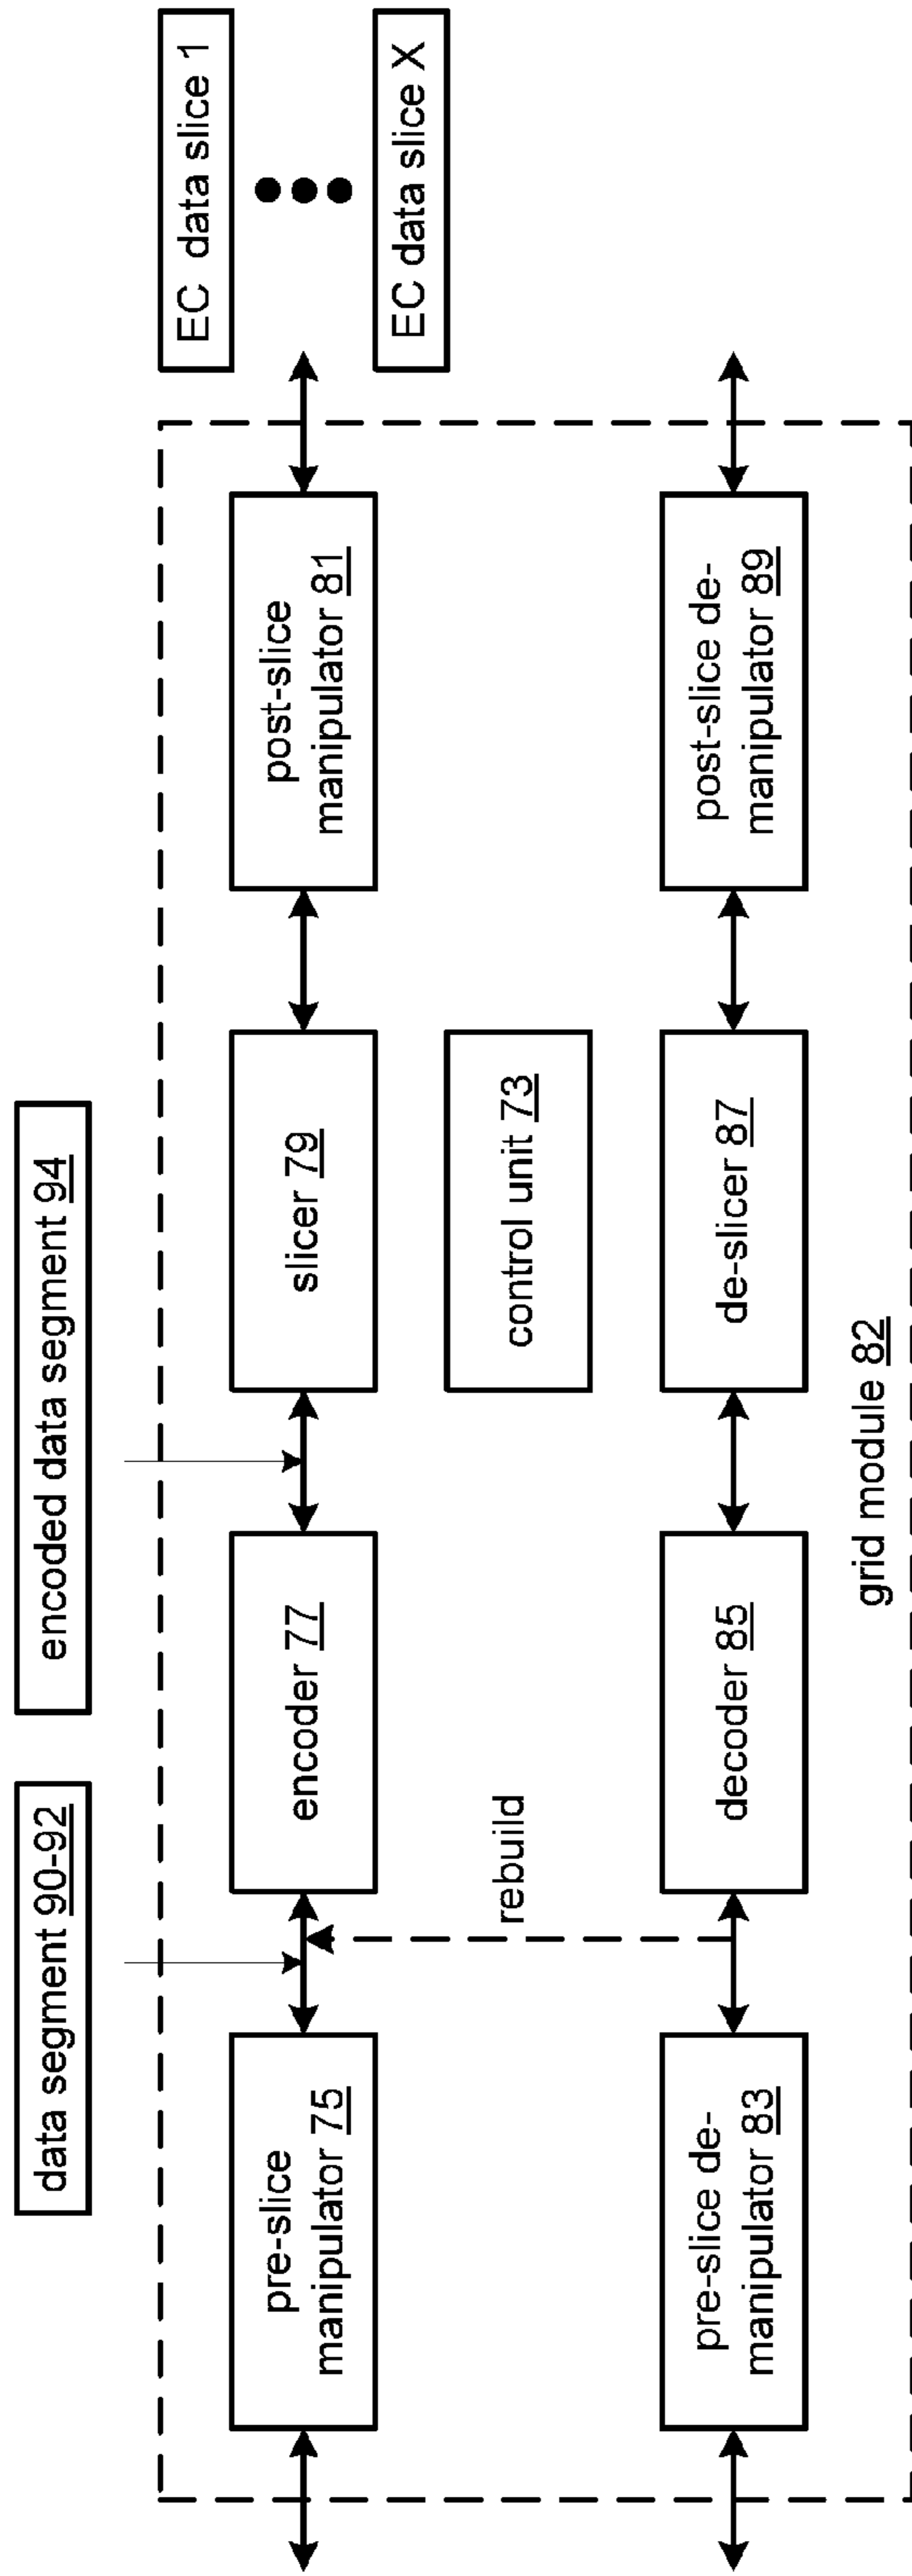 data segment 90-92
encoded data segment 94
EC data slice 1
EC data slice X
pre-slice
manipulator 75
encoder 77
slicer 79
post-slice
manipulator 81
rebuild
control unit 73
pre-slice de-
manipulator 83
decoder 85
de-slicer 87
post-slice de-
manipulator 89
grid module 82